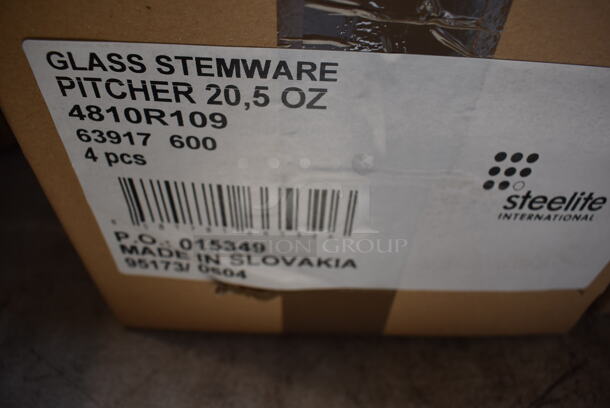 GLASS STEMWARE
PITCHER 20,5 OZ
4810R109
63917 600
4 pcs
steelite
INTERNATIONAL
P.O.: 015349
GROUP
MADE IN SLOVAKIA
95173/ 0604